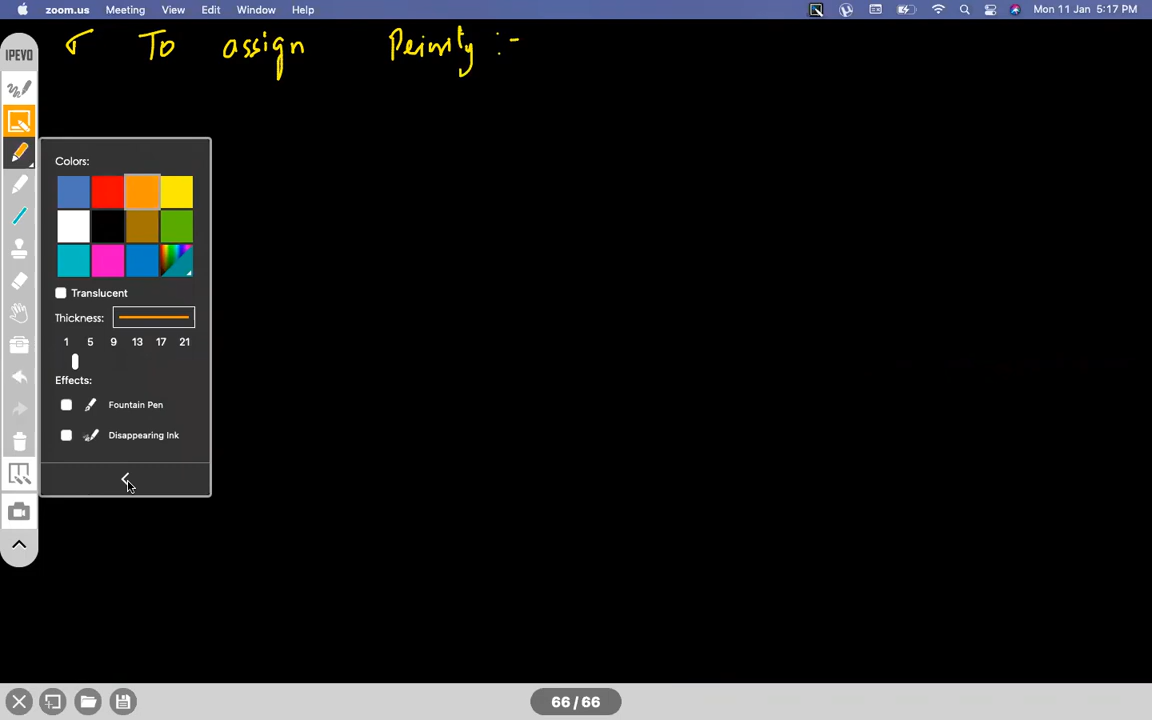 zoom.us Meeting View Edit Window Help Mon 11 Jan 5:17 PM
To assign Priority :-
IPEVO
Colors:
Translucent
Thickness:
1 5 9 13 17 21
Effects:
Fountain Pen
Disappearing Ink
66 / 66